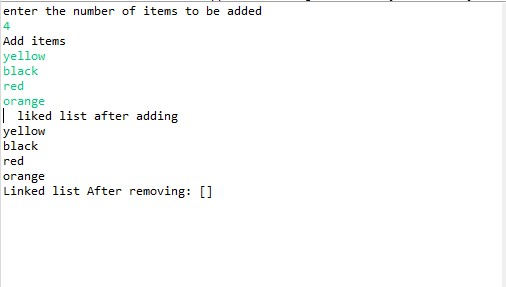 enter the number of items to be added
4
Add items
yellow
black
red
orange
liked list after adding
yellow
black
red
orange
Linked list After removing: []